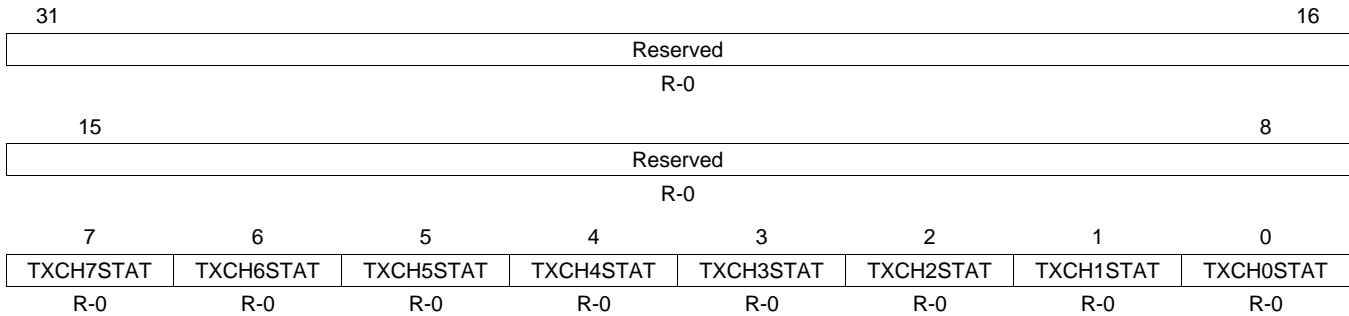 31 16
Reserved
R-0
15 8
Reserved
R-0
7 6 5 4 3 2 1 0
TXCH7STAT TXCH6STAT TXCH5STAT TXCH4STAT TXCH3STAT TXCH2STAT TXCH1STAT TXCH0STAT
R-0 R-0 R-0 R-0 R-0 R-0 R-0 R-0